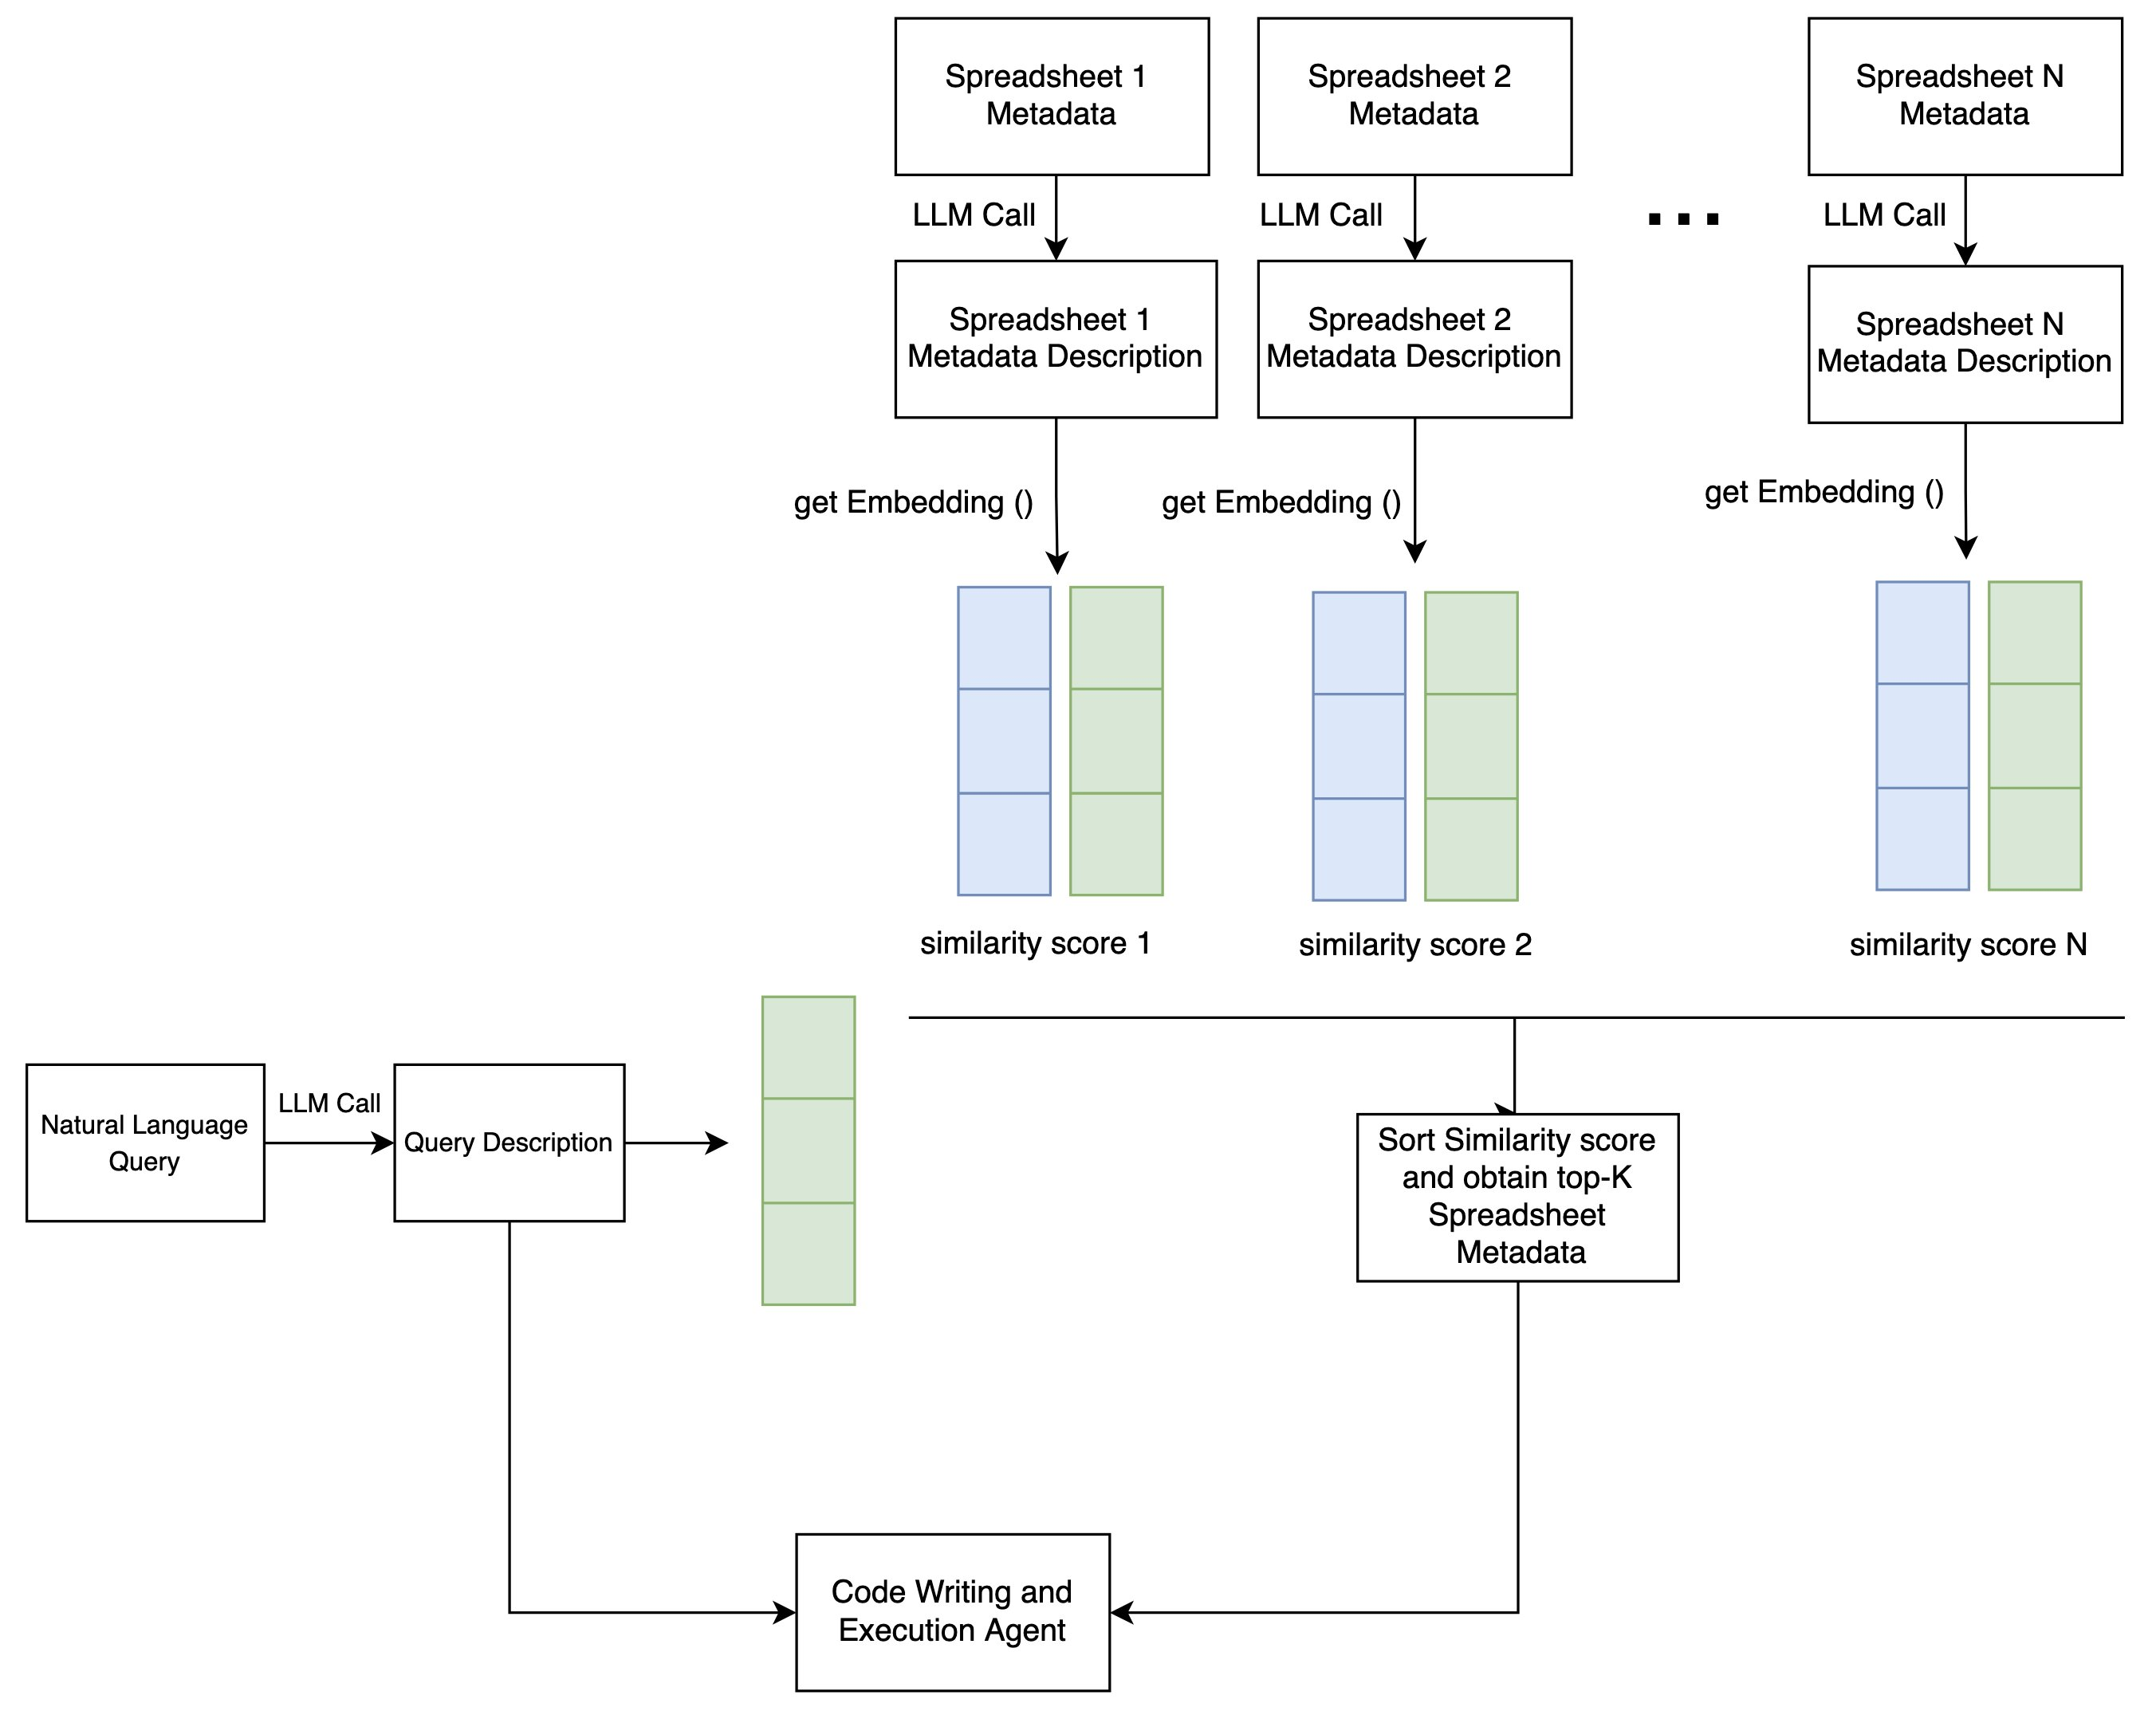 Spreadsheet 1
Metadata
Spreadsheet 2
Metadata
Spreadsheet N
Metadata
LLM Call
LLM Call
LLM Call
Spreadsheet 1
Metadata Description
Spreadsheet 2
Metadata Description
Spreadsheet N
Metadata Description
get Embedding ()
get Embedding ()
get Embedding ()
similarity score 1
similarity score 2
similarity score N
Natural Language
Query
LLM Call
Query Description
Sort Similarity score
and obtain top-K
Spreadsheet
Metadata
Code Writing and
Execution Agent